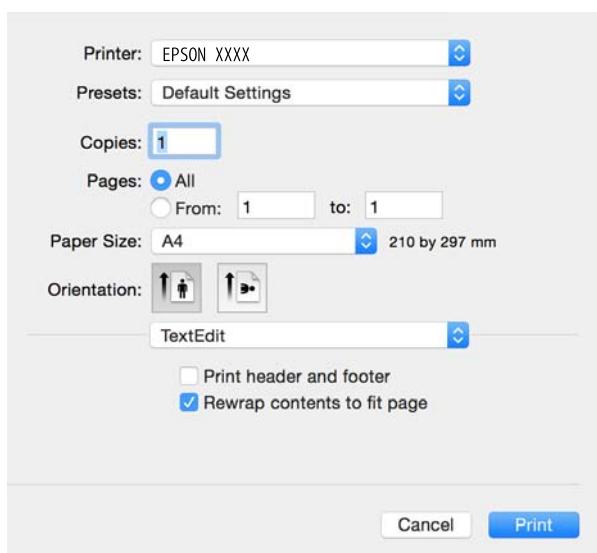 Printer: EPSON XXXX
Presets: Default Settings
Copies: 1
Pages: All
From: 1 to: 1
Paper Size: A4 210 by 297 mm
Orientation:
TextEdit
Print header and footer
Rewrap contents to fit page
Cancel Print